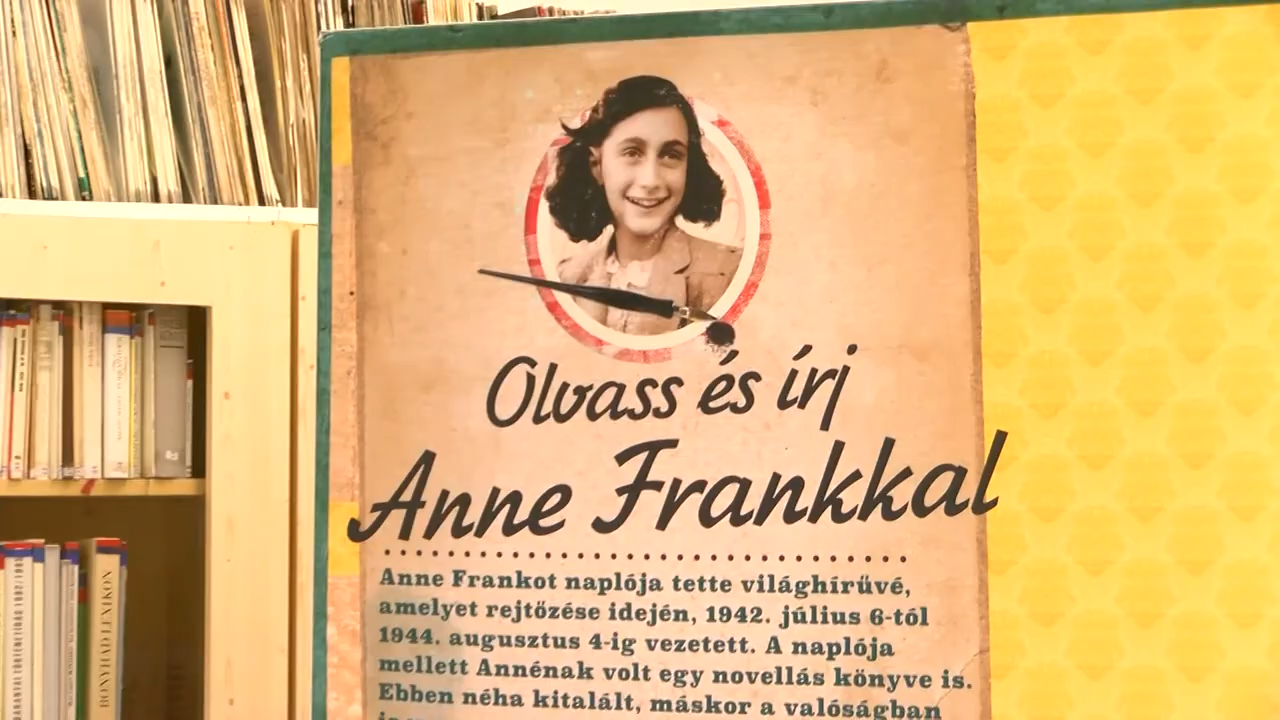 Olvass és írj
Anne Frankkal
Anne Frankot naplója tette világhírűvé,
amelyet rejtőzése idején, 1942. július 6-tól
1944. augusztus 4-ig vezetett. A naplója
mellett Annénak volt egy novellás könyve is.
Ebben néha kitalált, máskor a valóságban
BONYHÁD LEXIKON